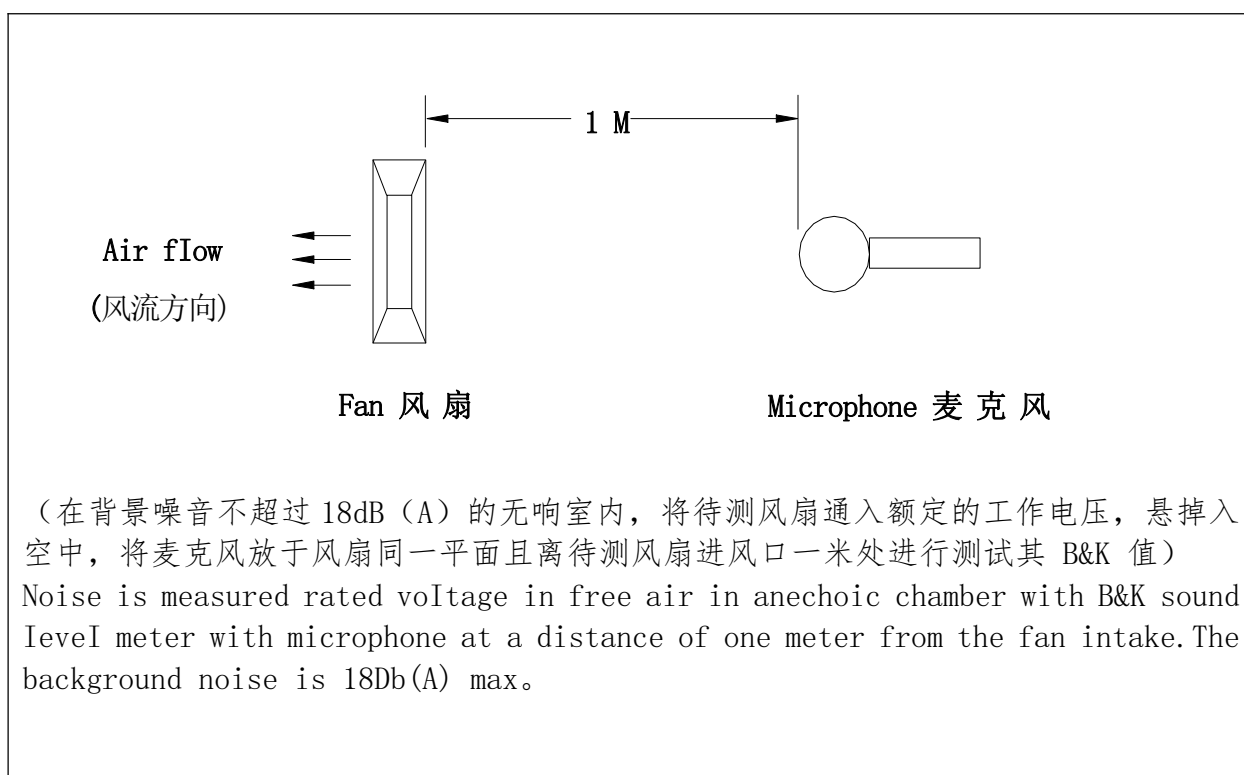 1 M
Air fIow
(风流方向)
Fan 风 扇
Microphone 麦 克 风
（在背景噪音不超过 18dB（A）的无响室内，将待测风扇通入额定的工作电压，悬掉入
空中，将麦克风放于风扇同一平面且离待测风扇进风口一米处进行测试其 B&K 值）
Noise is measured rated voItage in free air in anechoic chamber with B&K sound
IeveI meter with microphone at a distance of one meter from the fan intake.The
background noise is 18Db(A) max。